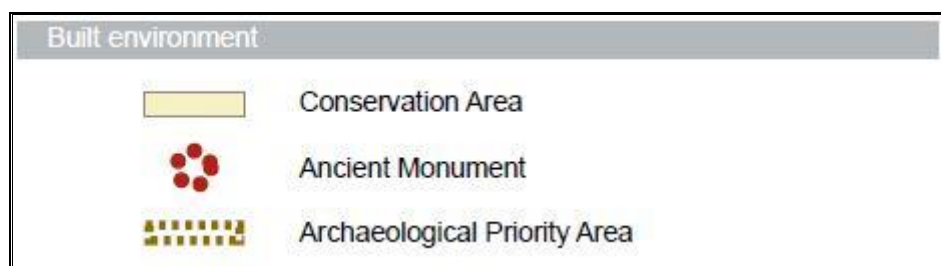 Built environment
Conservation Area
Ancient Monument
Archaeological Priority Area